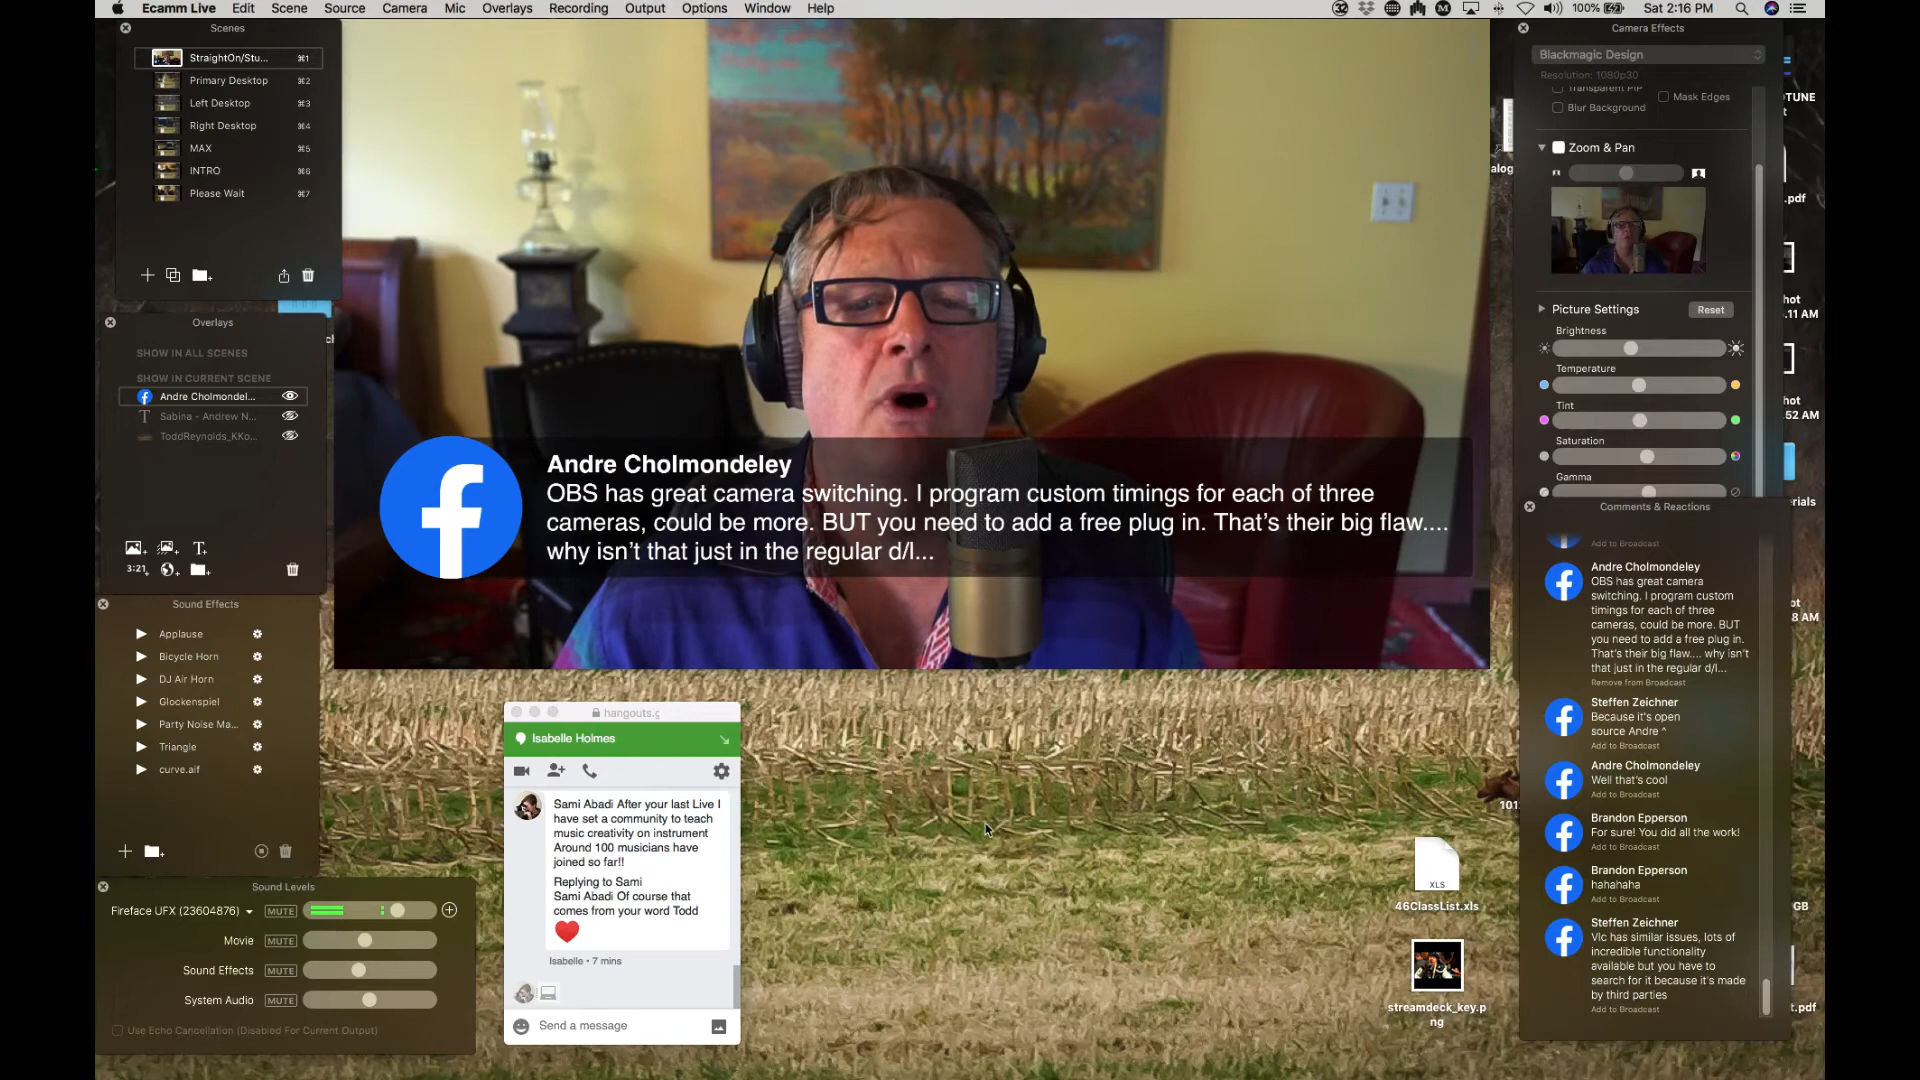 Ecamm Live Edit Scene Source Camera Mic Overlays Recording Output Options Window Help
100% Sat 2:16 PM
Scenes
StraightOn/Stu... ⌘1
Primary Desktop ⌘2
Left Desktop ⌘3
Right Desktop ⌘4
MAX ⌘5
INTRO ⌘6
Please Wait ⌘7
Overlays
SHOW IN ALL SCENES
SHOW IN CURRENT SCENE
Andre Cholmondel...
Sabina - Andrew N...
ToddReynolds_KKo...
3:21
Sound Effects
Applause
Bicycle Horn
DJ Air Horn
Glockenspiel
Party Noise Ma...
Triangle
curve.aif
Sound Levels
Fireface UFX (23604876) MUTE
Movie MUTE
Sound Effects MUTE
System Audio MUTE
Use Echo Cancellation (Disabled For Current Output)
Andre Cholmondeley
OBS has great camera switching. I program custom timings for each of three
cameras, could be more. BUT you need to add a free plug in. That's their big flaw....
why isn't that just in the regular d/l...
hangouts.g
Isabelle Holmes
Sami Abadi After your last Live I
have set a community to teach
music creativity on instrument
Around 100 musicians have
joined so far!!
Replying to Sami
Sami Abadi Of course that
comes from your word Todd
Isabelle • 7 mins
Send a message
XLS
46ClassList.xls
streamdeck_key.p
ng
Camera Effects
Blackmagic Design
Resolution: 1080p30
Transparent PiP
Mask Edges
Blur Background
Zoom & Pan
Picture Settings Reset
Brightness
Temperature
Tint
Saturation
Gamma
Comments & Reactions
Add to Broadcast
Andre Cholmondeley
OBS has great camera
switching. I program custom
timings for each of three
cameras, could be more. BUT
you need to add a free plug in.
That's their big flaw.... why isn't
that just in the regular d/l...
Remove from Broadcast
Steffen Zeichner
Because it's open
source Andre ^
Add to Broadcast
Andre Cholmondeley
Well that's cool
Add to Broadcast
Brandon Epperson
For sure! You did all the work!
Add to Broadcast
Brandon Epperson
hahahaha
Add to Broadcast
Steffen Zeichner
Vlc has similar issues, lots of
incredible functionality
available but you have to
search for it because it's made
by third parties
Add to Broadcast